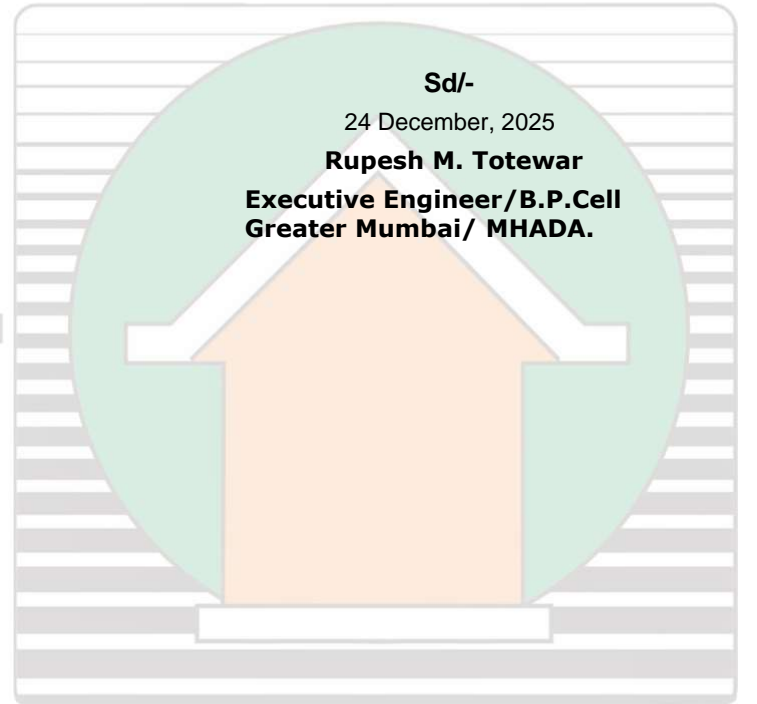 Sd/-
24 December, 2025
Rupesh M. Totewar
Executive Engineer/B.P.Cell
Greater Mumbai/ MHADA.